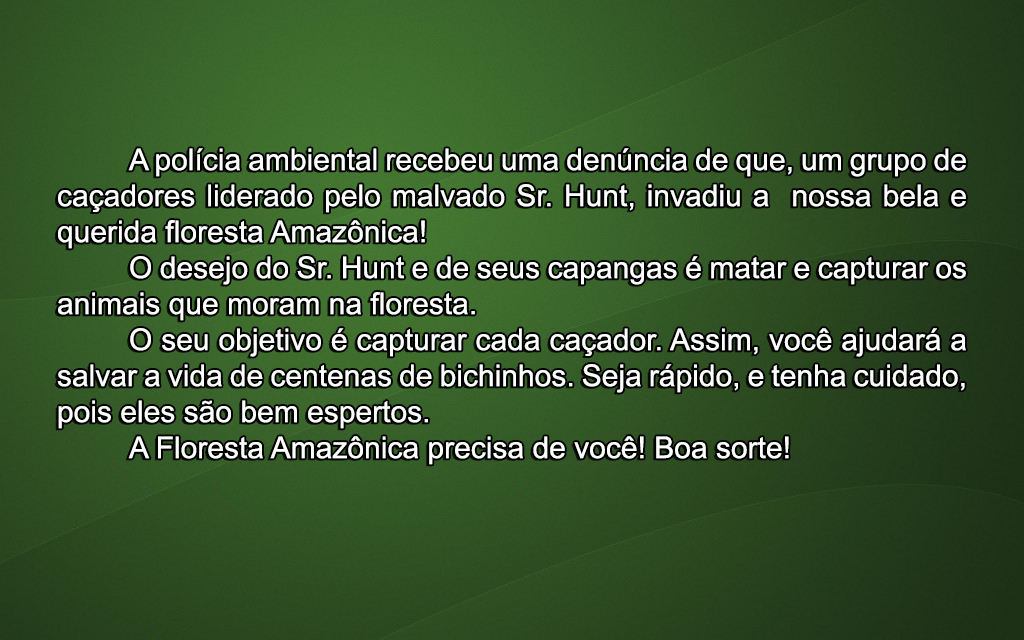 A polícia ambiental recebeu uma denúncia de que, um grupo de
caçadores liderado pelo malvado Sr. Hunt, invadiu a  nossa bela e
querida floresta Amazônica!
O desejo do Sr. Hunt e de seus capangas é matar e capturar os
animais que moram na floresta.
O seu objetivo é capturar cada caçador. Assim, você ajudará a
salvar a vida de centenas de bichinhos. Seja rápido, e tenha cuidado,
pois eles são bem espertos.
A Floresta Amazônica precisa de você! Boa sorte!